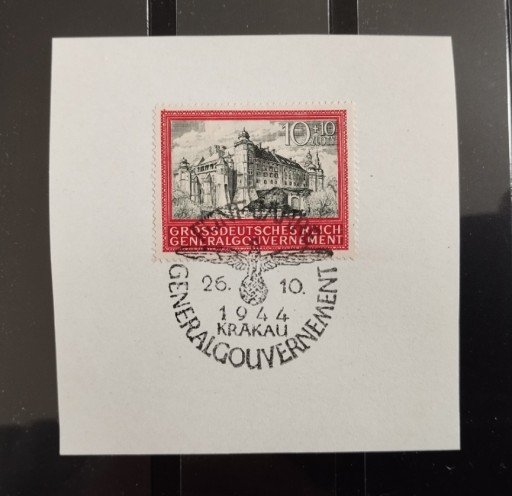 10+10
GROSSDEUTSCHES REICH
GENERALGOUVERNEMENT
26. 10.
1944
KRAKAU
GENERALGOUVERNEMENT